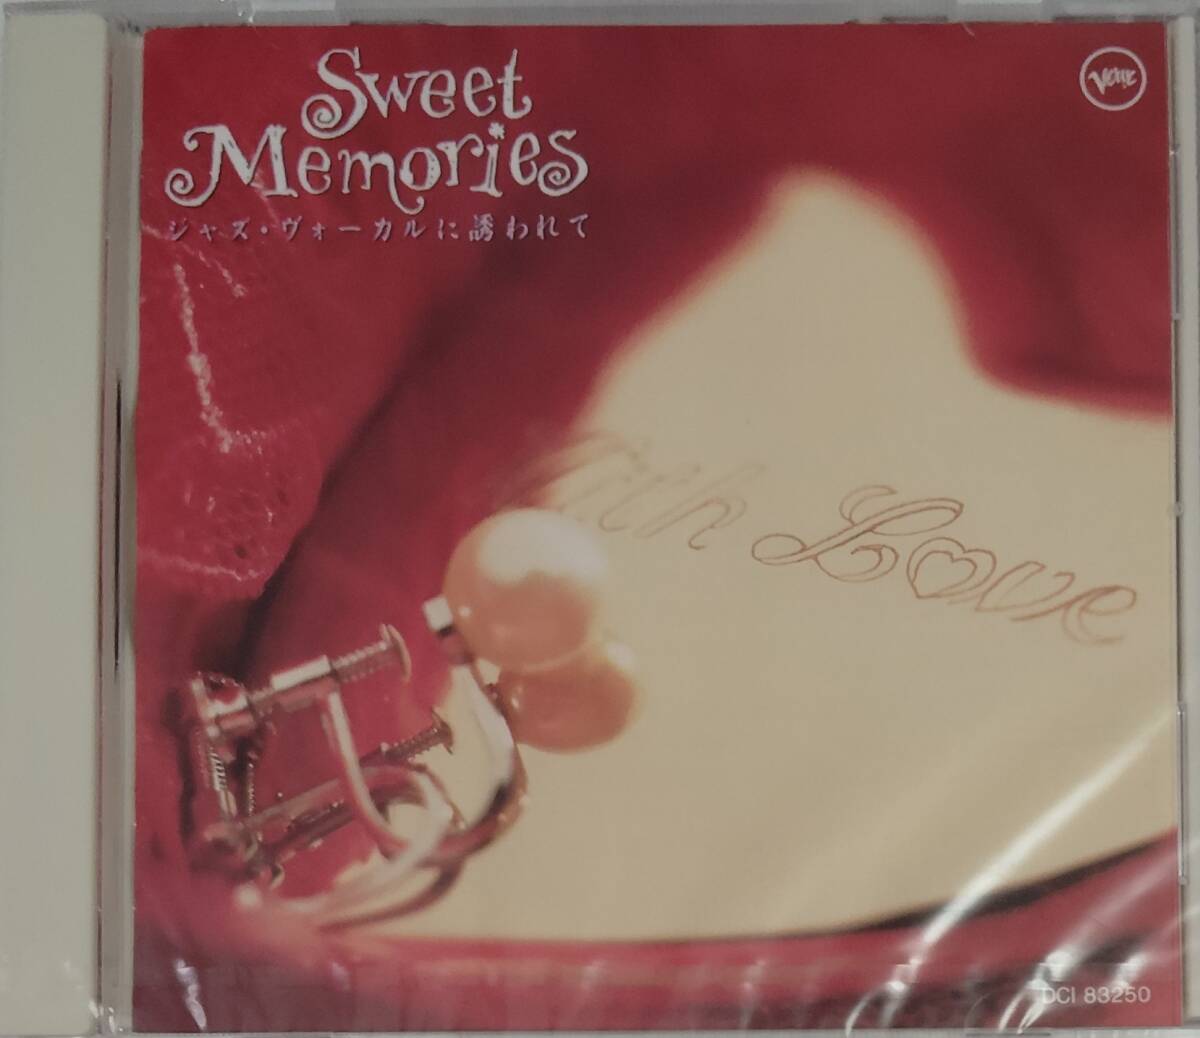 Sweet
Memories
ジャズ・ヴォーカルに誘われて
Verve
With Love
DCI 83250